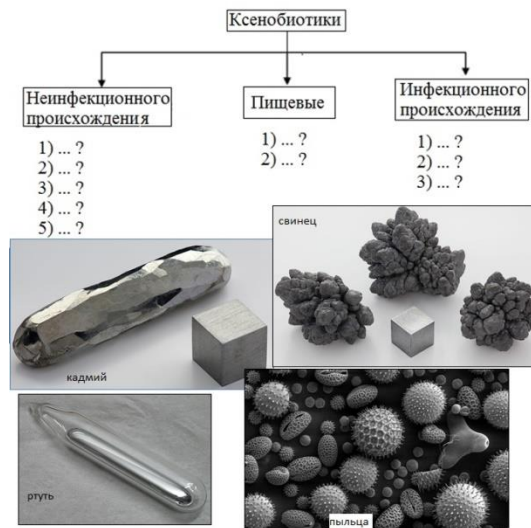 Ксенобиотики
Неинфекционного
происхождения
1) ... ?
2) ... ?
3) ... ?
4) ... ?
5) ... ?
Пищевые
1) ... ?
2) ... ?
Инфекционного
происхождения
1) ... ?
2) ... ?
3) ... ?
свинец
кадмий
ртуть
пыльца